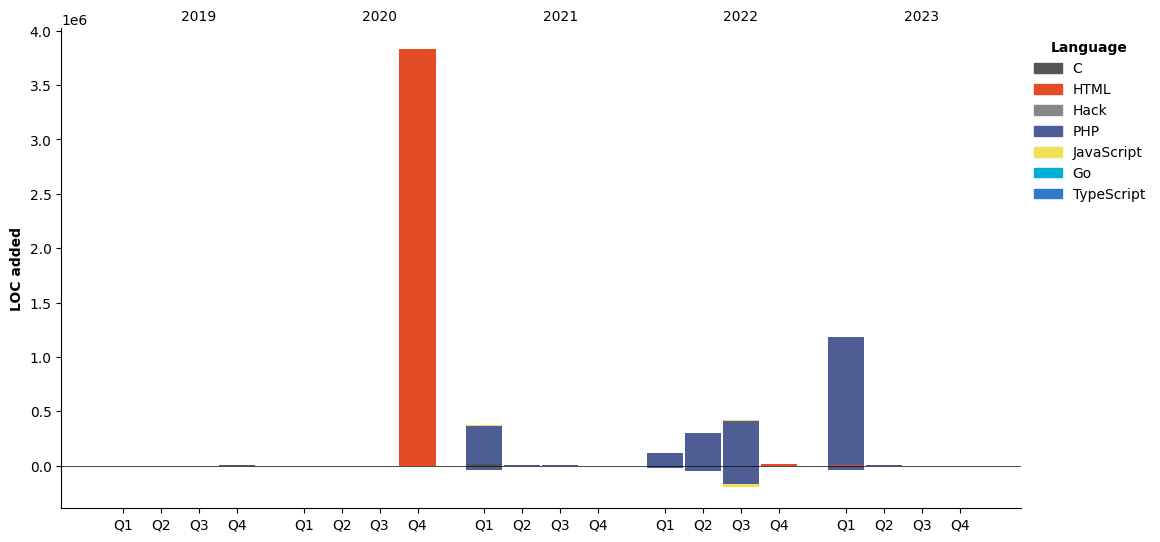 2019 2020 2021 2022 2023
1e6
4.0
3.5
3.0
2.5
2.0
1.5
1.0
0.5
0.0
LOC added
Q1 Q2 Q3 Q4 Q1 Q2 Q3 Q4 Q1 Q2 Q3 Q4 Q1 Q2 Q3 Q4 Q1 Q2 Q3 Q4
Language
C
HTML
Hack
PHP
JavaScript
Go
TypeScript